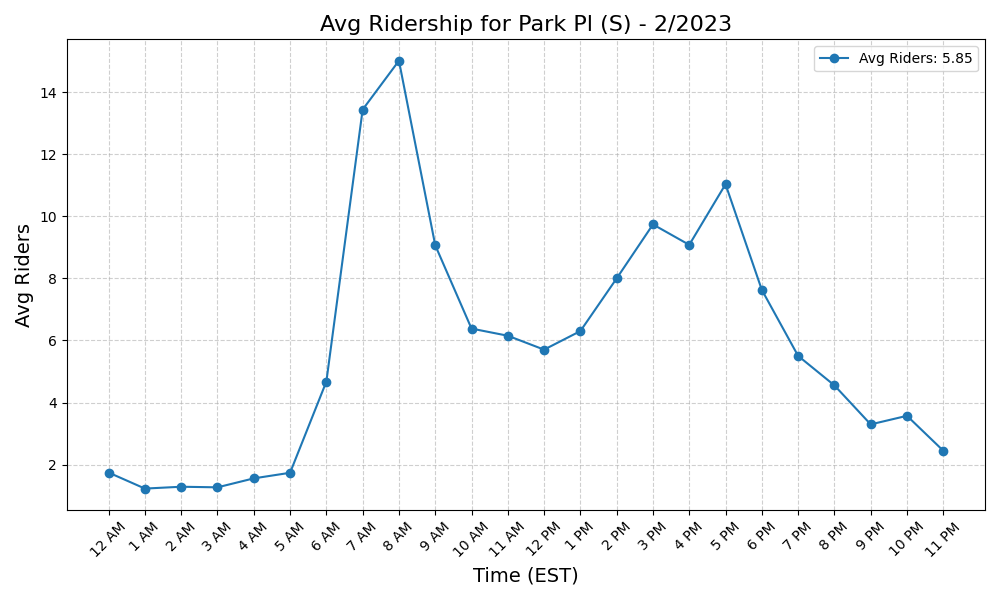 Avg Ridership for Park Pl (S) - 2/2023
Avg Riders: 5.85
Avg Riders
14
12
10
8
6
4
2
12 AM
1 AM
2 AM
3 AM
4 AM
5 AM
6 AM
7 AM
8 AM
9 AM
10 AM
11 AM
12 PM
1 PM
2 PM
3 PM
4 PM
5 PM
6 PM
7 PM
8 PM
9 PM
10 PM
11 PM
Time (EST)